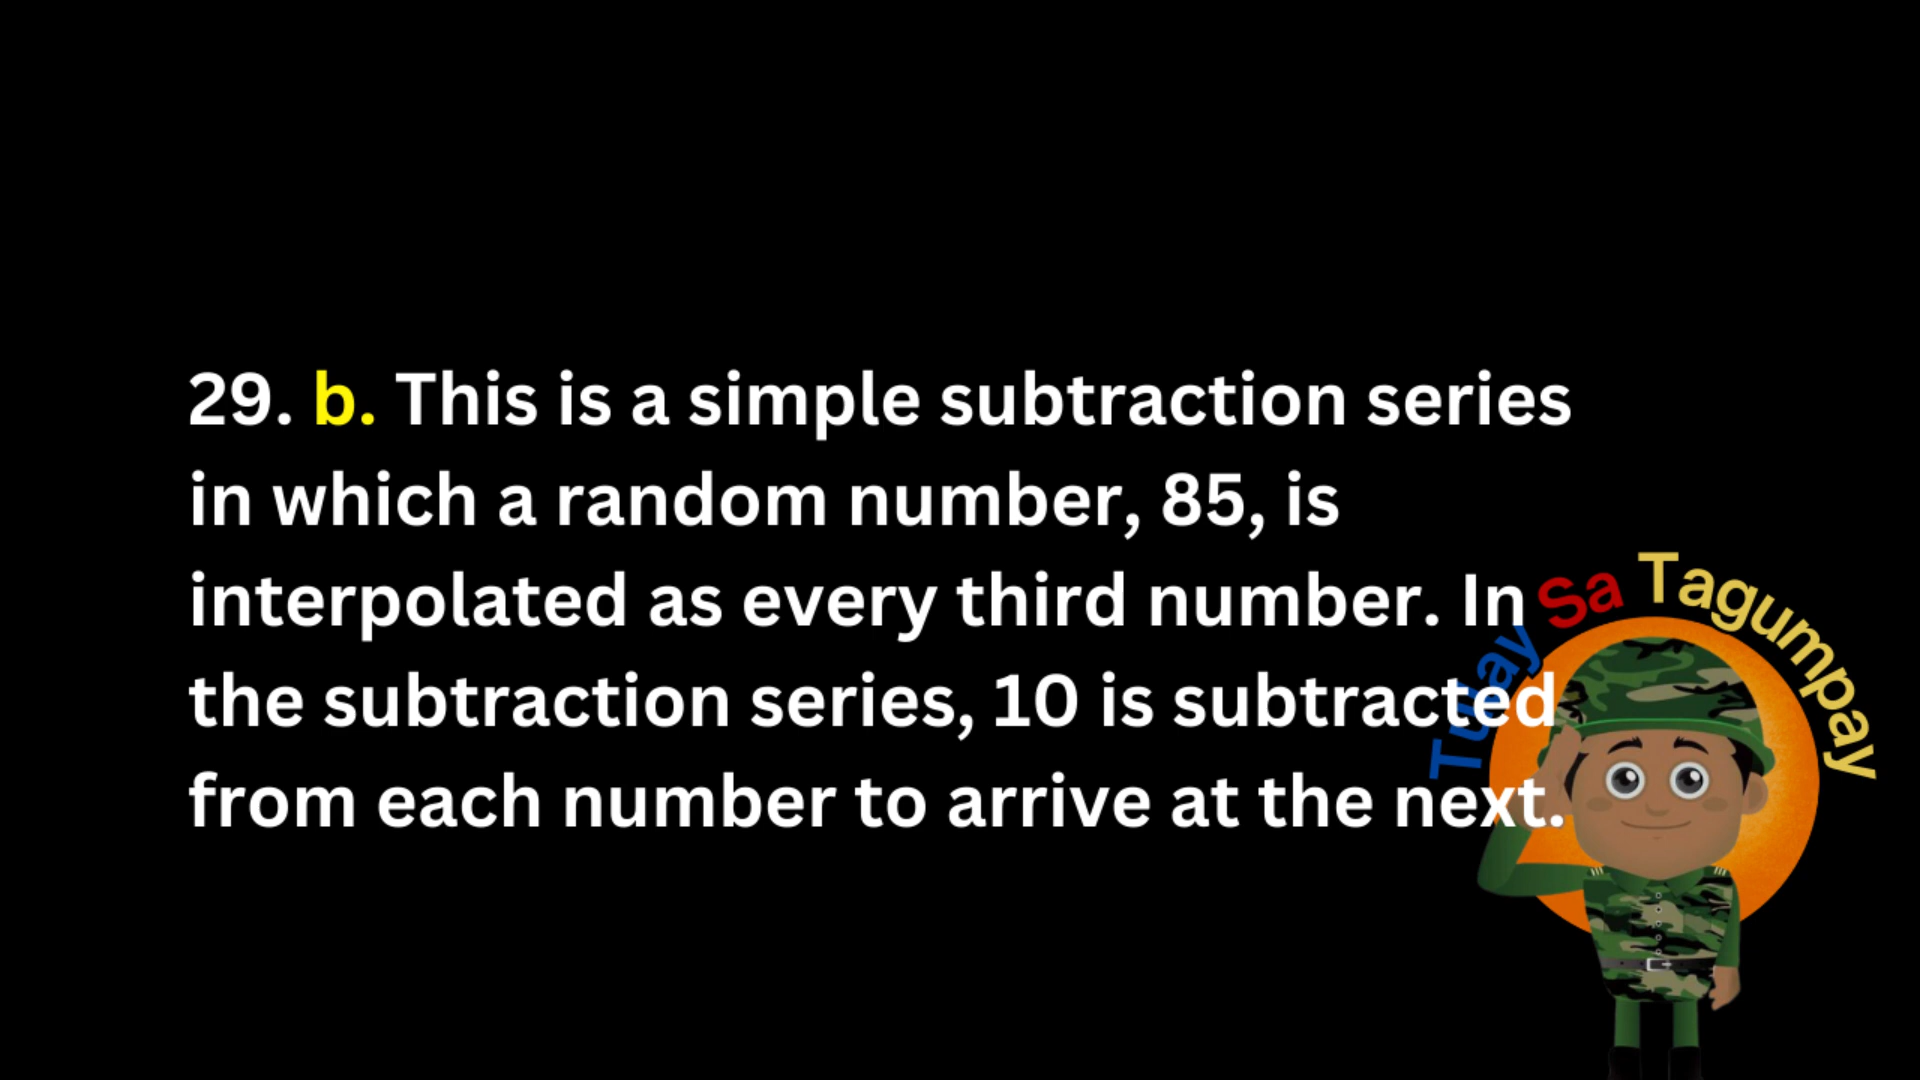 29. b. This is a simple subtraction series
in which a random number, 85, is
interpolated as every third number. In
the subtraction series, 10 is subtracted
from each number to arrive at the next.
Tulay Sa Tagumpay